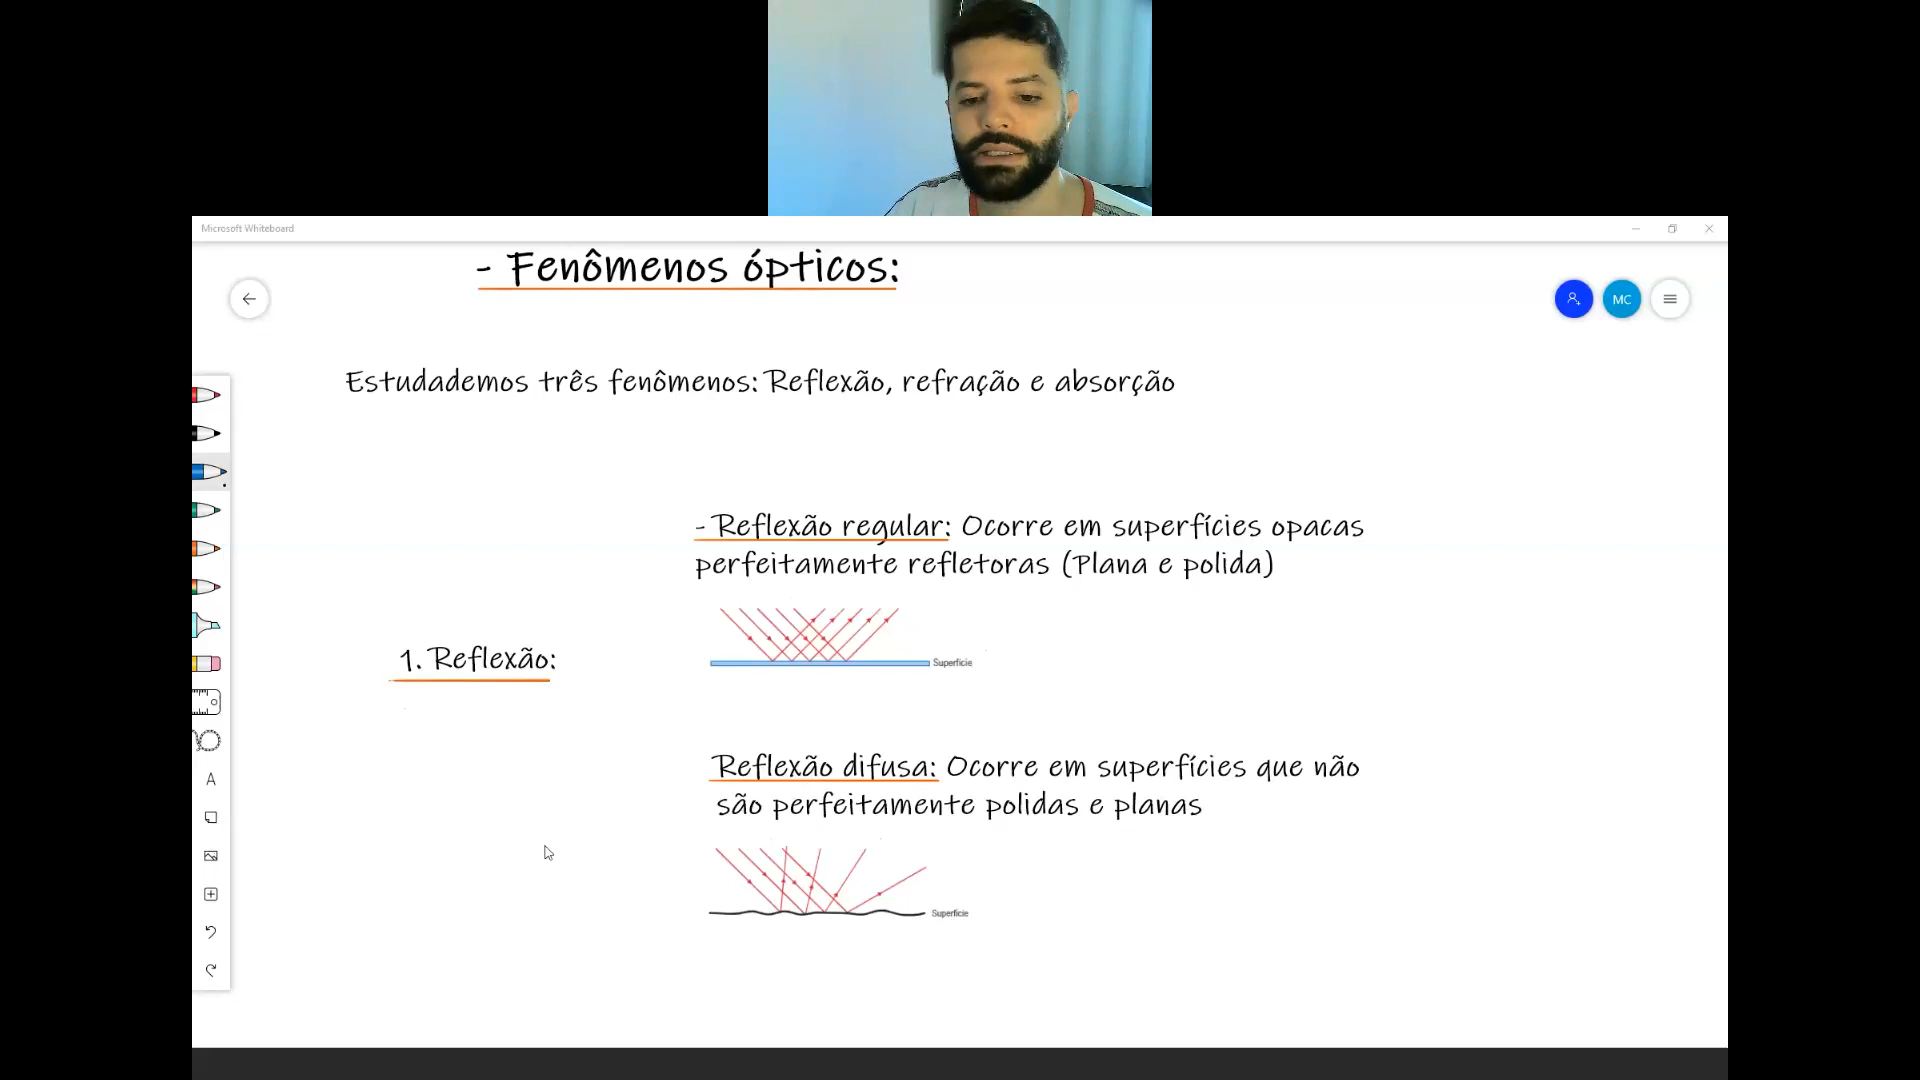 Microsoft Whiteboard
- Fenômenos ópticos:
MC
Estudademos três fenômenos: Reflexão, refração e absorção
- Reflexão regular: Ocorre em superfícies opacas
perfeitamente refletoras (Plana e polida)
Superfície
1. Reflexão:
Reflexão difusa: Ocorre em superfícies que não
são perfeitamente polidas e planas
Superfície
A